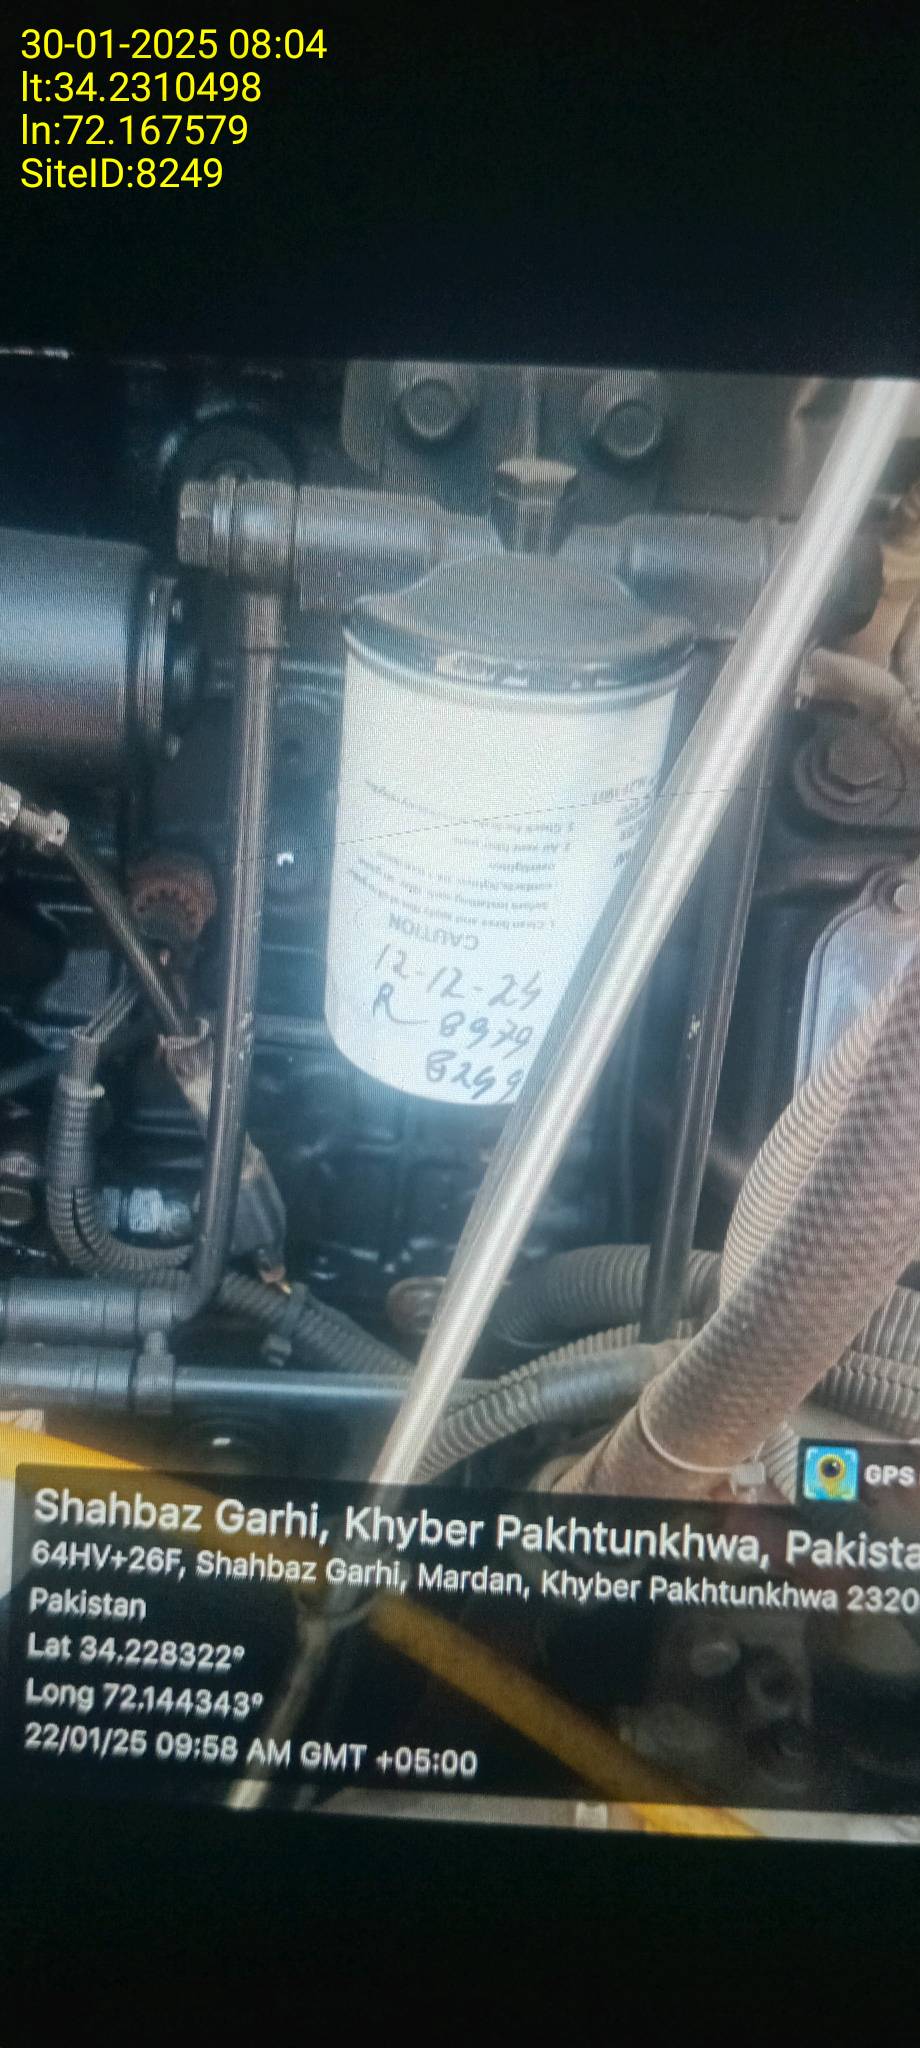 30-01-2025 08:04
lt:34.2310498
ln:72.167579
SiteID:8249
CAUTION
12-12-24
R 8979
8249
GPS
Shahbaz Garhi, Khyber Pakhtunkhwa, Pakista
64HV+26F, Shahbaz Garhi, Mardan, Khyber Pakhtunkhwa 2320
Pakistan
Lat 34.228322°
Long 72.144343°
22/01/25 09:58 AM GMT +05:00